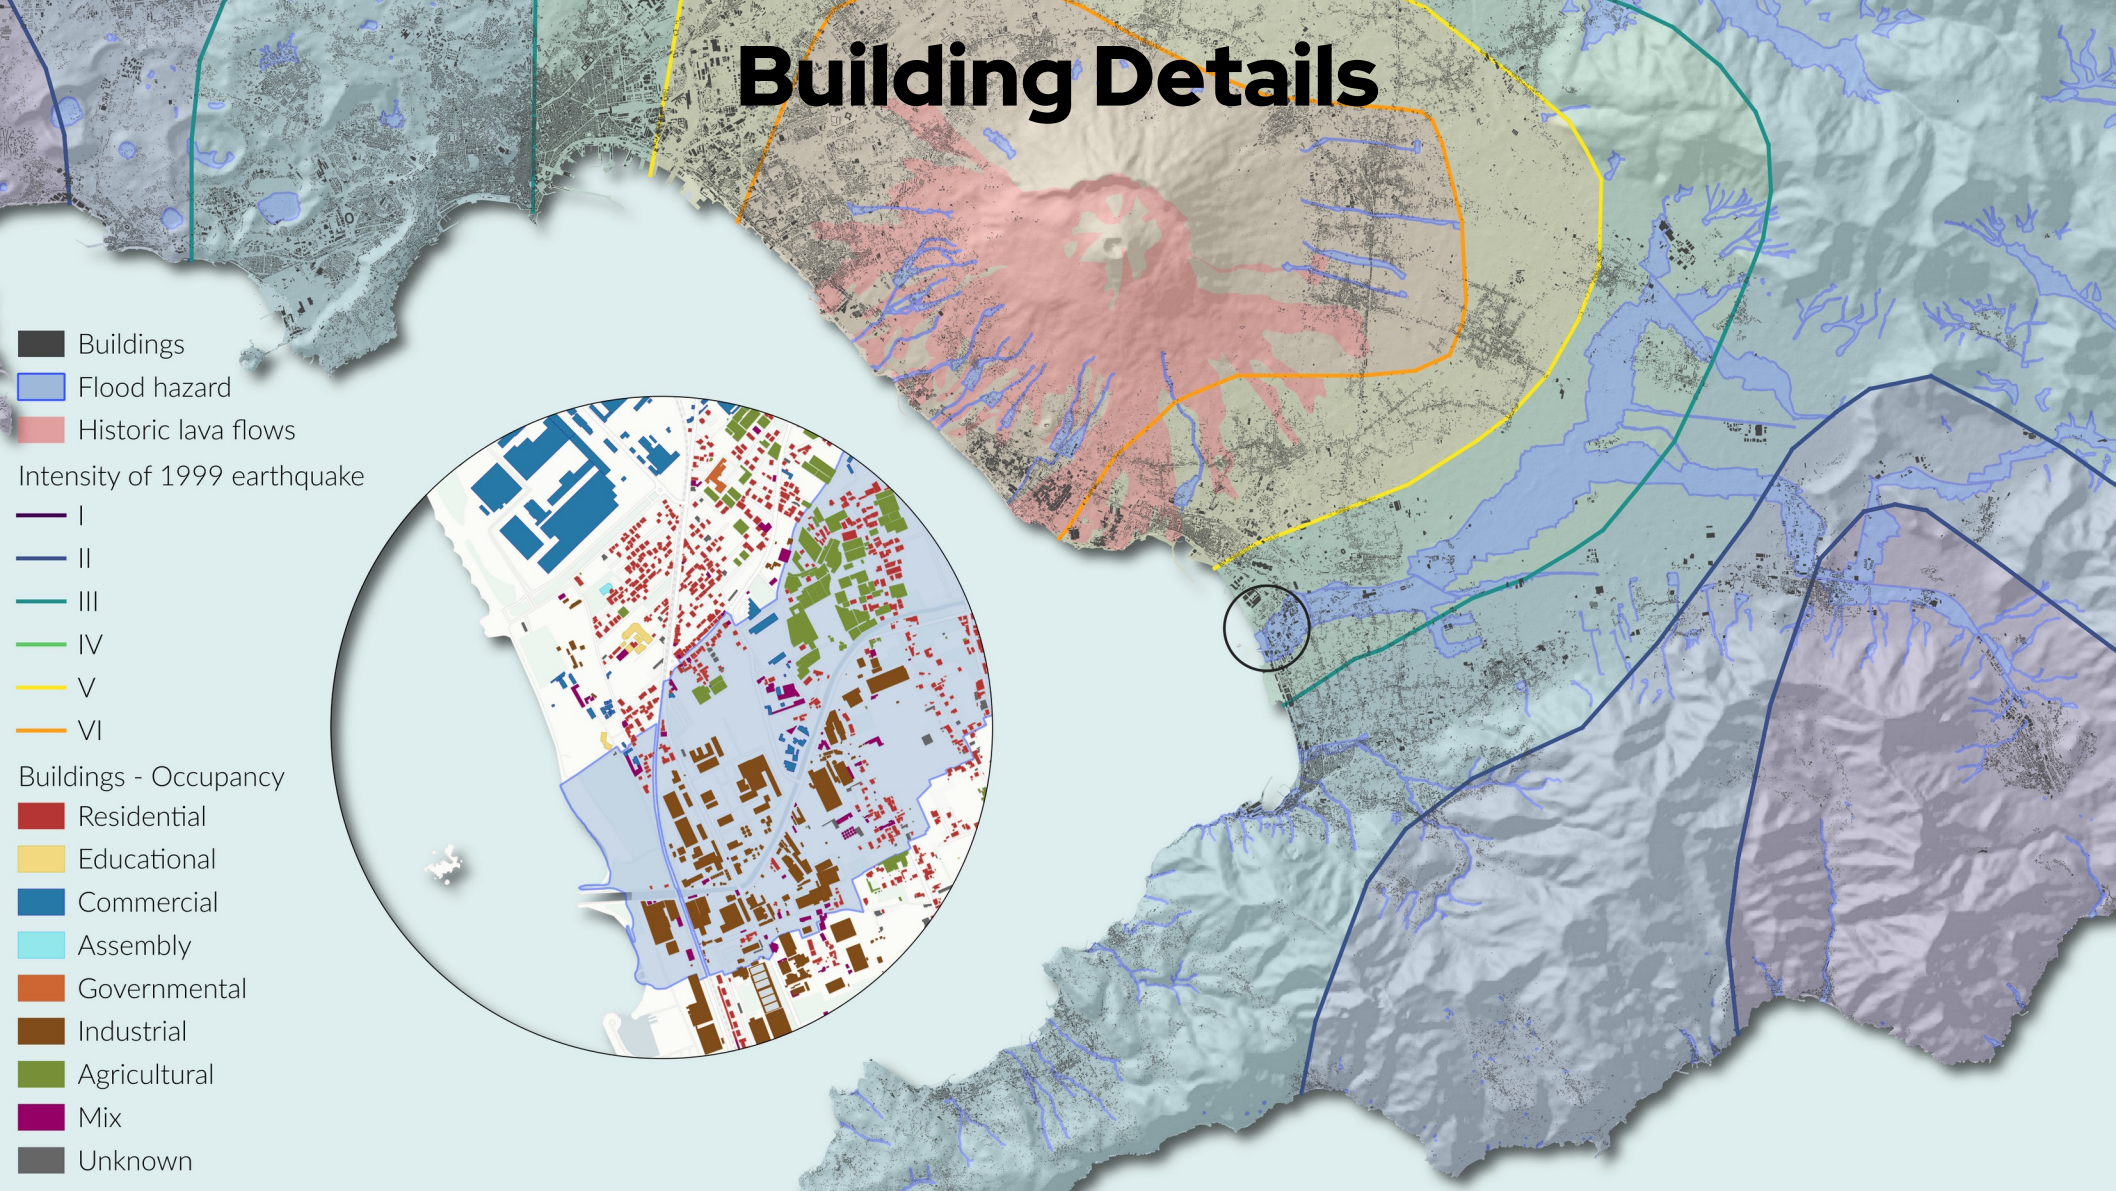 Building Details
Buildings
Flood hazard
Historic lava flows
Intensity of 1999 earthquake
I
II
III
IV
V
VI
Buildings - Occupancy
Residential
Educational
Commercial
Assembly
Governmental
Industrial
Agricultural
Mix
Unknown